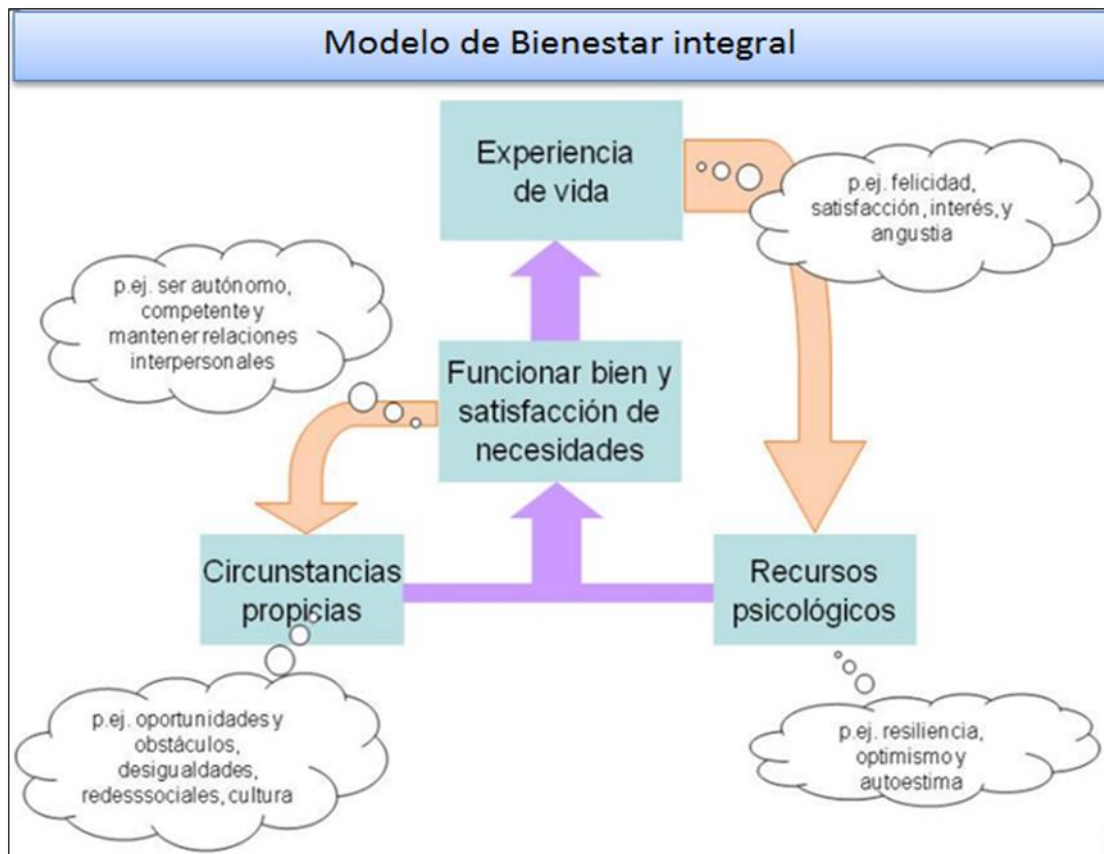 Modelo de Bienestar integral
Experiencia
de vida
p.ej. felicidad,
satisfacción, interés, y
angustia
p.ej. ser autónomo,
competente y
mantener relaciones
interpersonales
Funcionar bien y
satisfacción de
necesidades
Circunstancias
propicias
Recursos
psicológicos
p.ej. oportunidades y
obstáculos,
desigualdades,
redesssociales, cultura
p.ej. resiliencia,
optimismo y
autoestima